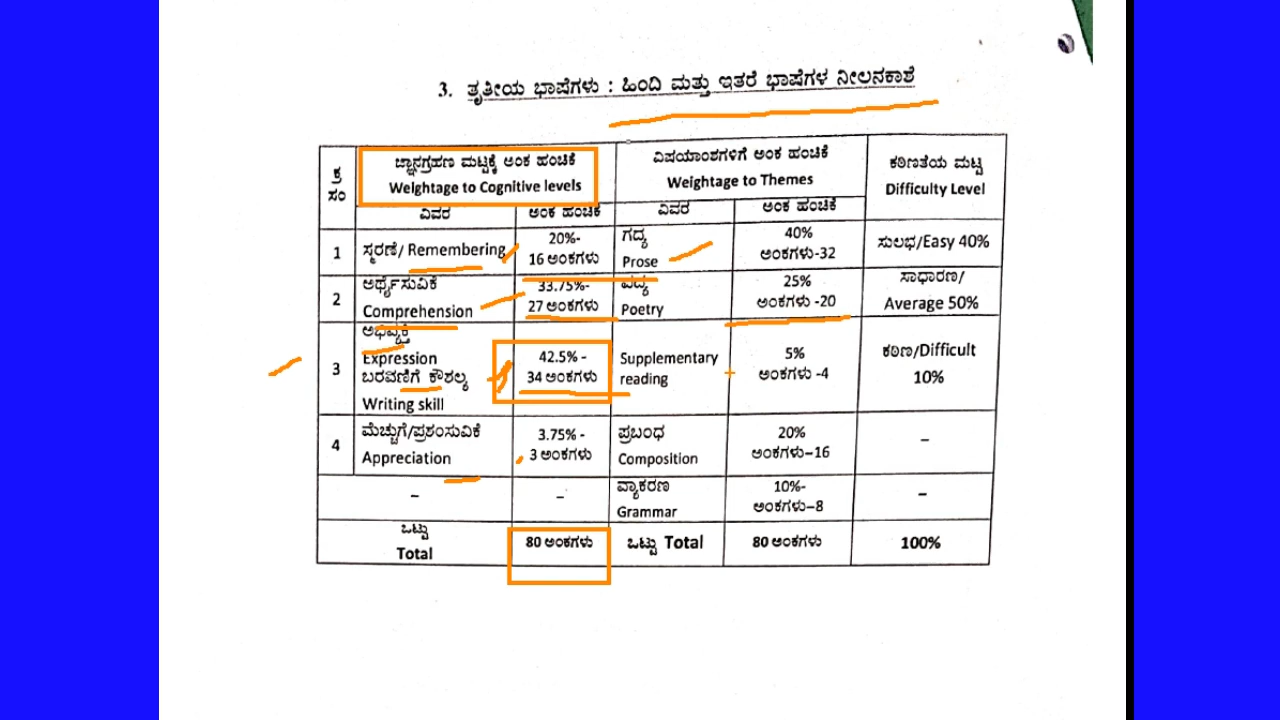 3. ತೃತೀಯ ಭಾಷೆಗಳು : ಹಿಂದಿ ಮತ್ತು ಇತರೆ ಭಾಷೆಗಳ ನೀಲನಕಾಶೆ
ಕ್ರ ಸಂ
ಜ್ಞಾನಗ್ರಹಣ ಮಟ್ಟಕ್ಕೆ ಅಂಕ ಹಂಚಿಕೆ
Weightage to Cognitive levels
ವಿಷಯಾಂಶಗಳಿಗೆ ಅಂಕ ಹಂಚಿಕೆ
Weightage to Themes
ಕಠಿಣತೆಯ ಮಟ್ಟ
Difficulty Level
ವಿವರ ಅಂಕ ಹಂಚಿಕೆ ವಿವರ ಅಂಕ ಹಂಚಿಕೆ
1 ಸ್ಮರಣೆ/ Remembering
20%-
16 ಅಂಕಗಳು
ಗದ್ಯ
Prose
40%
ಅಂಕಗಳು-32
ಸುಲಭ/Easy 40%
2
ಅರ್ಥೈಸುವಿಕೆ
Comprehension
33.75%-
27 ಅಂಕಗಳು
ಪದ್ಯ
Poetry
25%
ಅಂಕಗಳು -20
ಸಾಧಾರಣ/
Average 50%
3
ಅಭಿವ್ಯಕ್ತಿ
Expression
ಬರವಣಿಗೆ ಕೌಶಲ್ಯ
Writing skill
42.5% -
34 ಅಂಕಗಳು
Supplementary
reading
5%
ಅಂಕಗಳು -4
ಕಠಿಣ/Difficult
10%
4
ಮೆಚ್ಚುಗೆ/ಪ್ರಶಂಸುವಿಕೆ
Appreciation
3.75% -
3 ಅಂಕಗಳು
ಪ್ರಬಂಧ
Composition
20%
ಅಂಕಗಳು–16
–
–
–
ವ್ಯಾಕರಣ
Grammar
10%-
ಅಂಕಗಳು–8
–
ಒಟ್ಟು
Total
80 ಅಂಕಗಳು
ಒಟ್ಟು Total
80 ಅಂಕಗಳು
100%